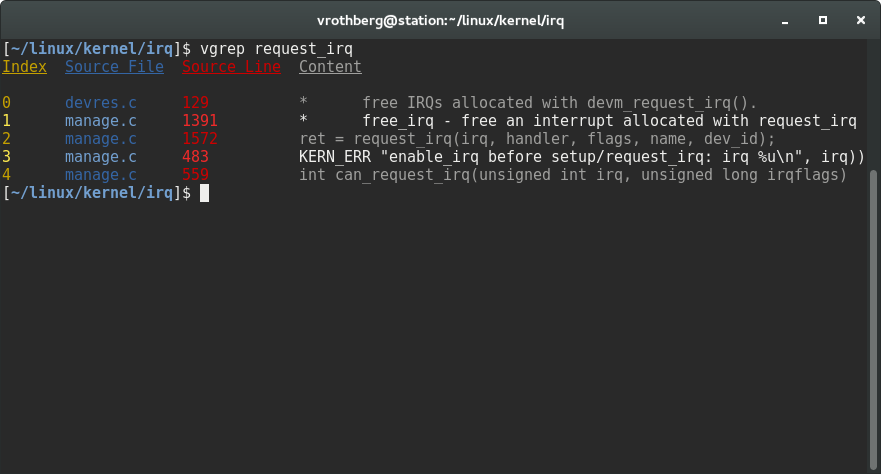 vrothberg@station:~/linux/kernel/irq
[~/linux/kernel/irq]$ vgrep request_irq
Index  Source File  Source Line  Content
0      devres.c     129          *      free IRQs allocated with devm_request_irq().
1      manage.c     1391         *      free_irq - free an interrupt allocated with request_irq
2      manage.c     1572         ret = request_irq(irq, handler, flags, name, dev_id);
3      manage.c     483          KERN_ERR "enable_irq before setup/request_irq: irq %u\n", irq))
4      manage.c     559          int can_request_irq(unsigned int irq, unsigned long irqflags)
[~/linux/kernel/irq]$